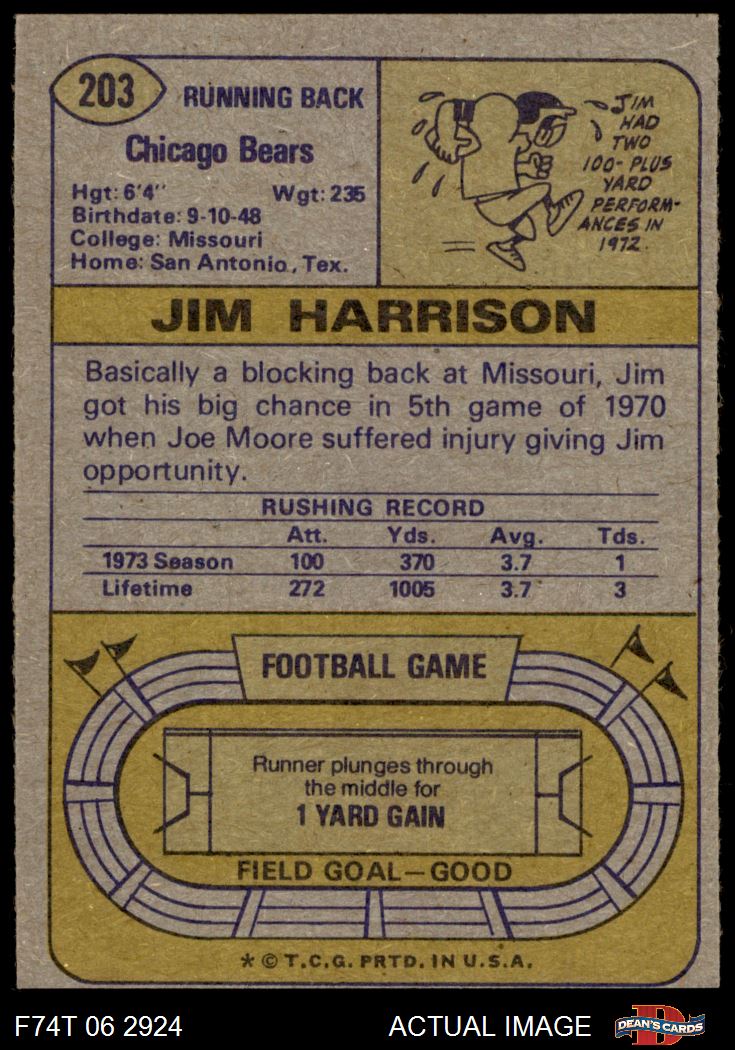 203
RUNNING BACK
Chicago Bears
Hgt: 6'4" Wgt: 235
Birthdate: 9-10-48
College: Missouri
Home: San Antonio, Tex.
JIM
HAD
TWO
100-PLUS
YARD
PERFORM-
ANCES IN
1972.
JIM HARRISON
Basically a blocking back at Missouri, Jim
got his big chance in 5th game of 1970
when Joe Moore suffered injury giving Jim
opportunity.
RUSHING RECORD
Att. Yds. Avg. Tds.
1973 Season 100 370 3.7 1
Lifetime 272 1005 3.7 3
FOOTBALL GAME
Runner plunges through
the middle for
1 YARD GAIN
FIELD GOAL—GOOD
* © T.C.G. PRTD. IN U.S.A.
F74T 06 2924 ACTUAL IMAGE
D
DEAN'S CARDS